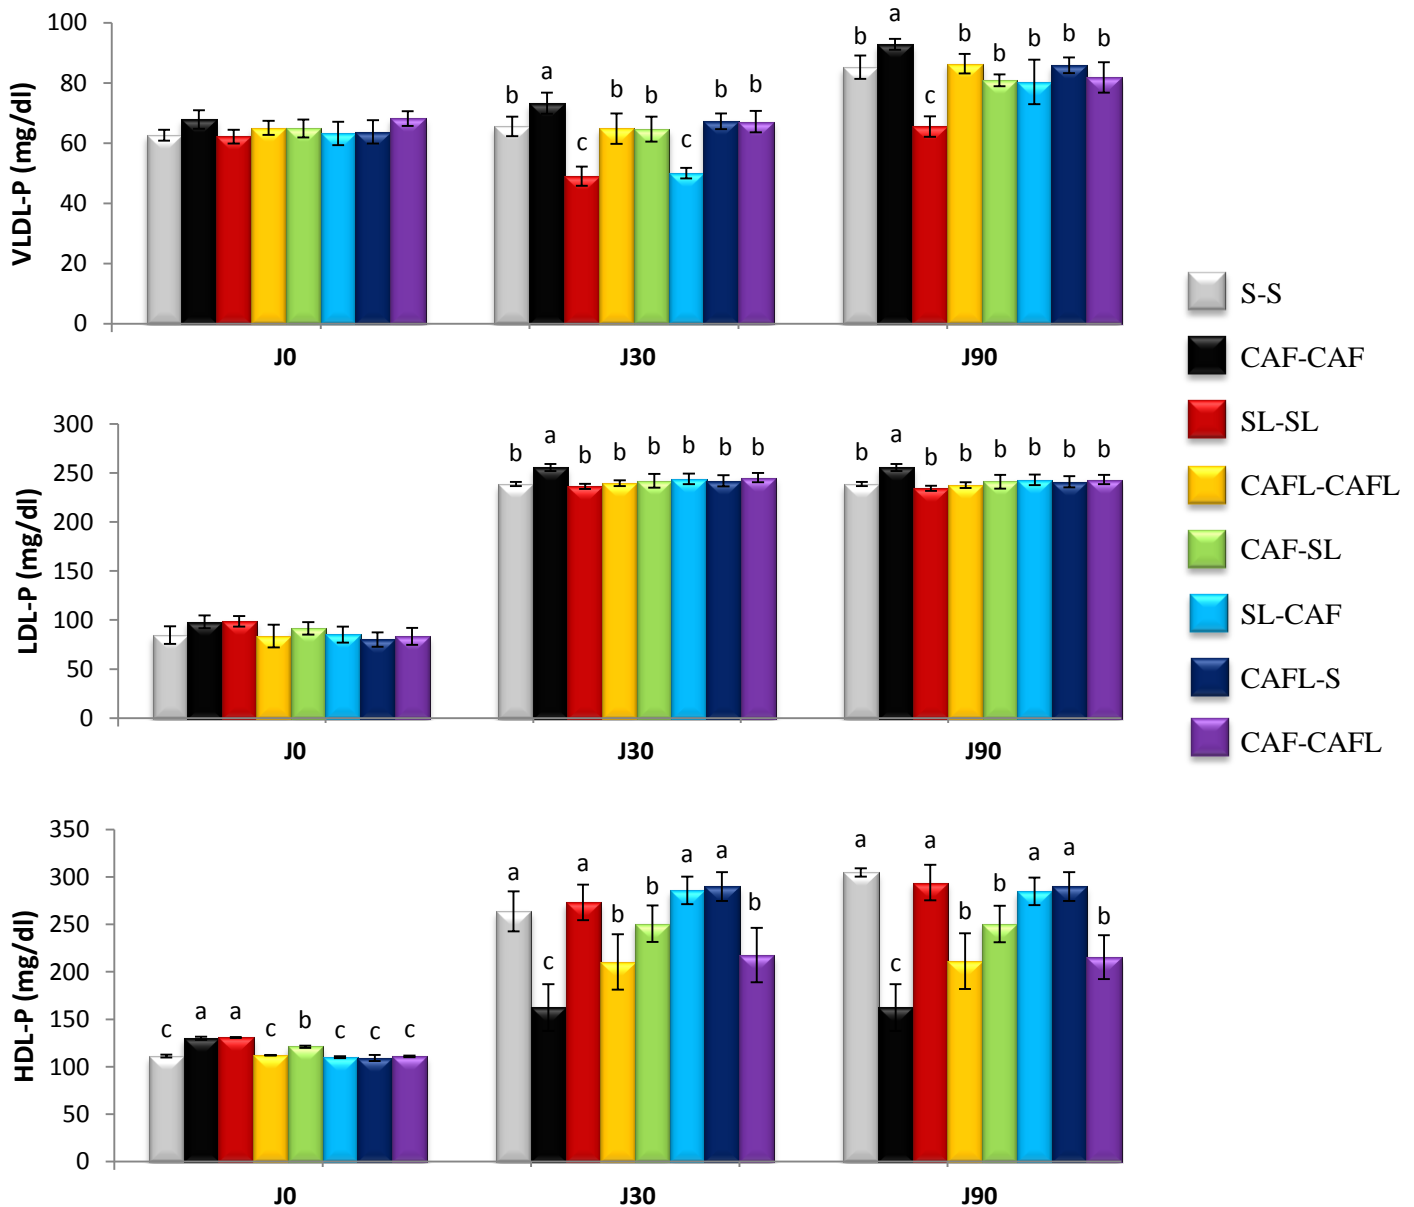 VLDL-P (mg/dl)
100
80
60
40
20
0
b a c b b c b b
b a c b b b b b
J0 J30 J90
LDL-P (mg/dl)
300
250
200
150
100
50
0
b a b b b b b b
b a b b b b b b
J0 J30 J90
HDL-P (mg/dl)
350
300
250
200
150
100
50
0
c a a c b c c c
a c a b b a a b
a c a b b a a b
J0 J30 J90
S-S
CAF-CAF
SL-SL
CAFL-CAFL
CAF-SL
SL-CAF
CAFL-S
CAF-CAFL